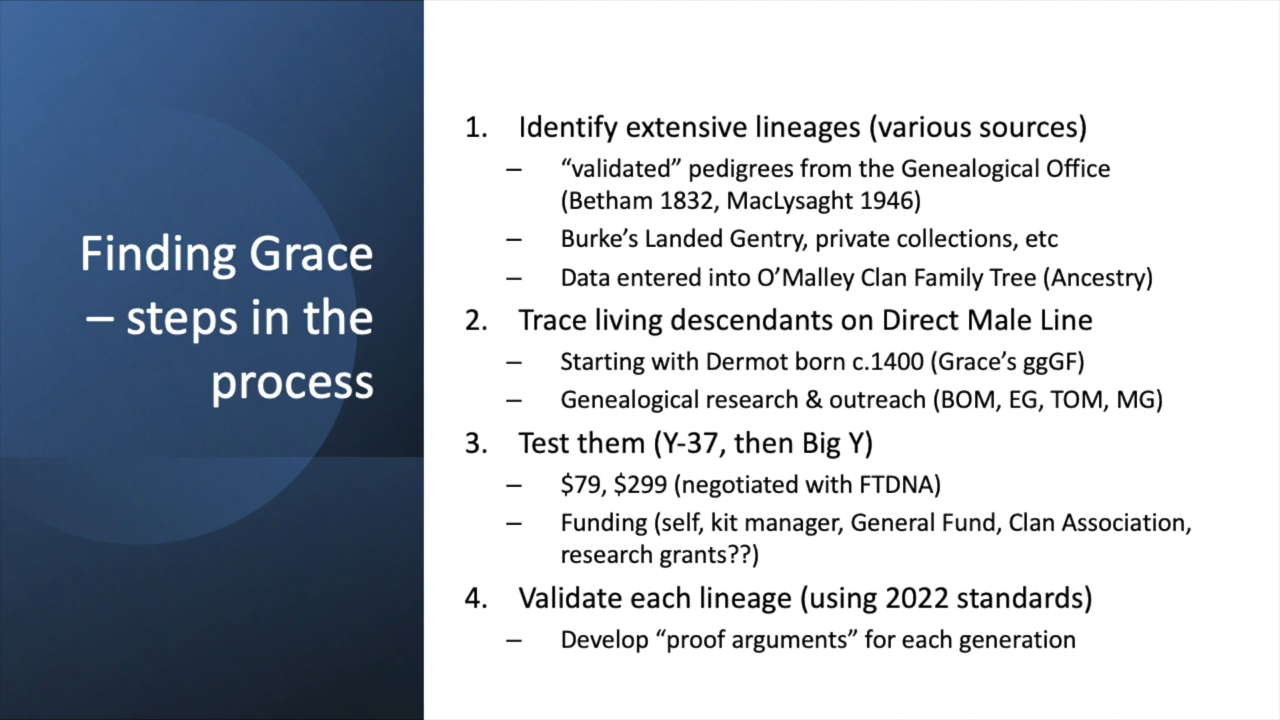 Finding Grace
– steps in the
process
1. Identify extensive lineages (various sources)
– “validated” pedigrees from the Genealogical Office
(Betham 1832, MacLysaght 1946)
– Burke’s Landed Gentry, private collections, etc
– Data entered into O’Malley Clan Family Tree (Ancestry)
2. Trace living descendants on Direct Male Line
– Starting with Dermot born c.1400 (Grace’s ggGF)
– Genealogical research & outreach (BOM, EG, TOM, MG)
3. Test them (Y-37, then Big Y)
– $79, $299 (negotiated with FTDNA)
– Funding (self, kit manager, General Fund, Clan Association,
research grants??)
4. Validate each lineage (using 2022 standards)
– Develop “proof arguments” for each generation